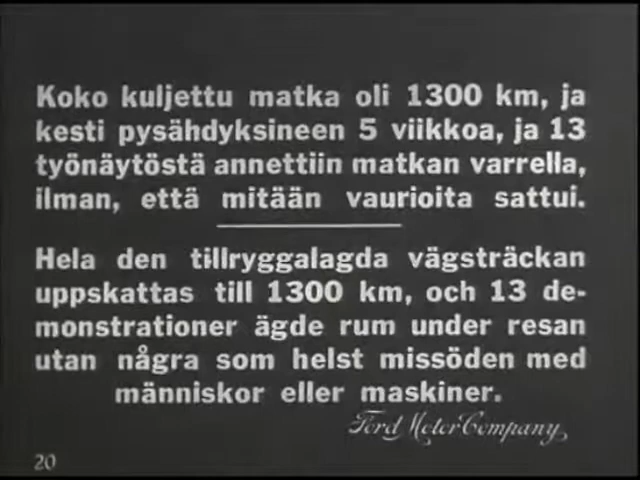 Koko kuljettu matka oli 1300 km, ja
kesti pysähdyksineen 5 viikkoa, ja 13
työnäytöstä annettiin matkan varrella,
ilman, että mitään vaurioita sattui.
Hela den tillryggalagda vägsträckan
uppskattas till 1300 km, och 13 de-
monstrationer ägde rum under resan
utan några som helst missöden med
människor eller maskiner.
Ford Motor Company
20